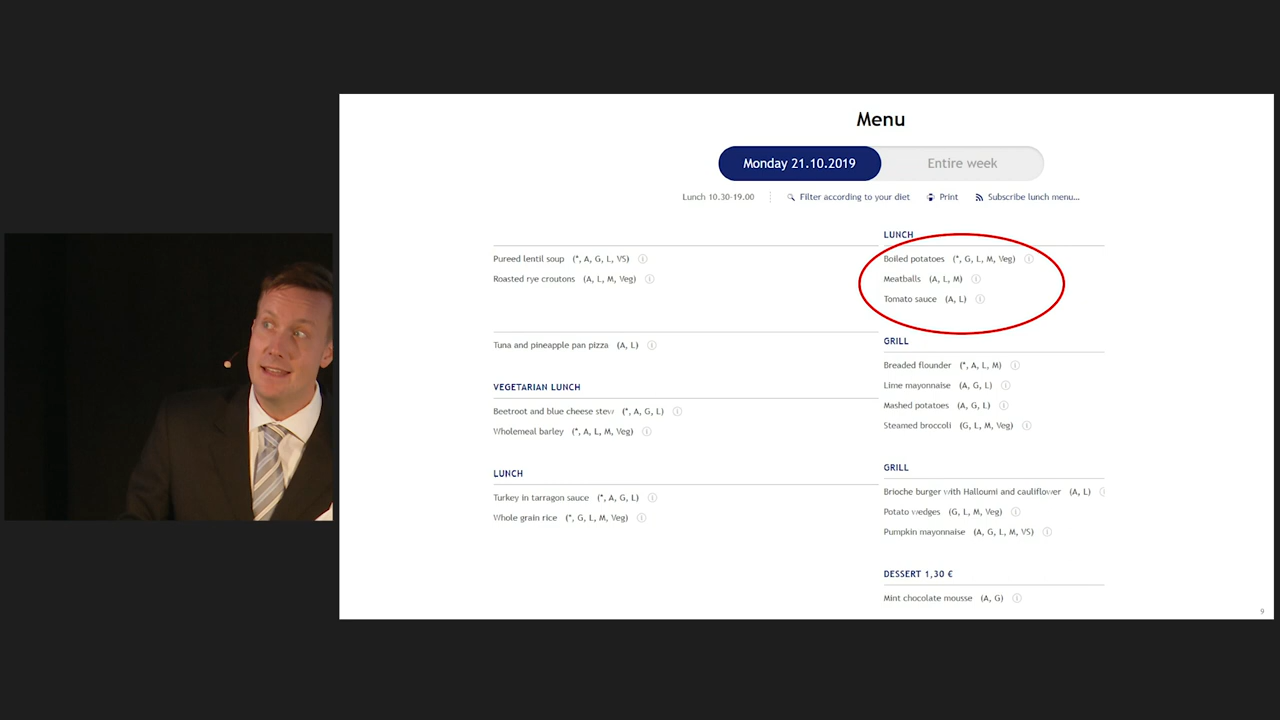 Menu
Monday 21.10.2019
Entire week
Lunch 10.30-19.00
Filter according to your diet
Print
Subscribe lunch menu...
Pureed lentil soup (*, A, G, L, VS)
Roasted rye croutons (A, L, M, Veg)
Tuna and pineapple pan pizza (A, L)
VEGETARIAN LUNCH
Beetroot and blue cheese stew (*, A, G, L)
Wholemeal barley (*, A, L, M, Veg)
LUNCH
Turkey in tarragon sauce (*, A, G, L)
Whole grain rice (*, G, L, M, Veg)
LUNCH
Boiled potatoes (*, G, L, M, Veg)
Meatballs (A, L, M)
Tomato sauce (A, L)
GRILL
Breaded flounder (*, A, L, M)
Lime mayonnaise (A, G, L)
Mashed potatoes (A, G, L)
Steamed broccoli (G, L, M, Veg)
GRILL
Brioche burger with Halloumi and cauliflower (A, L)
Potato wedges (G, L, M, Veg)
Pumpkin mayonnaise (A, G, L, M, VS)
DESSERT 1,30 €
Mint chocolate mousse (A, G)
9